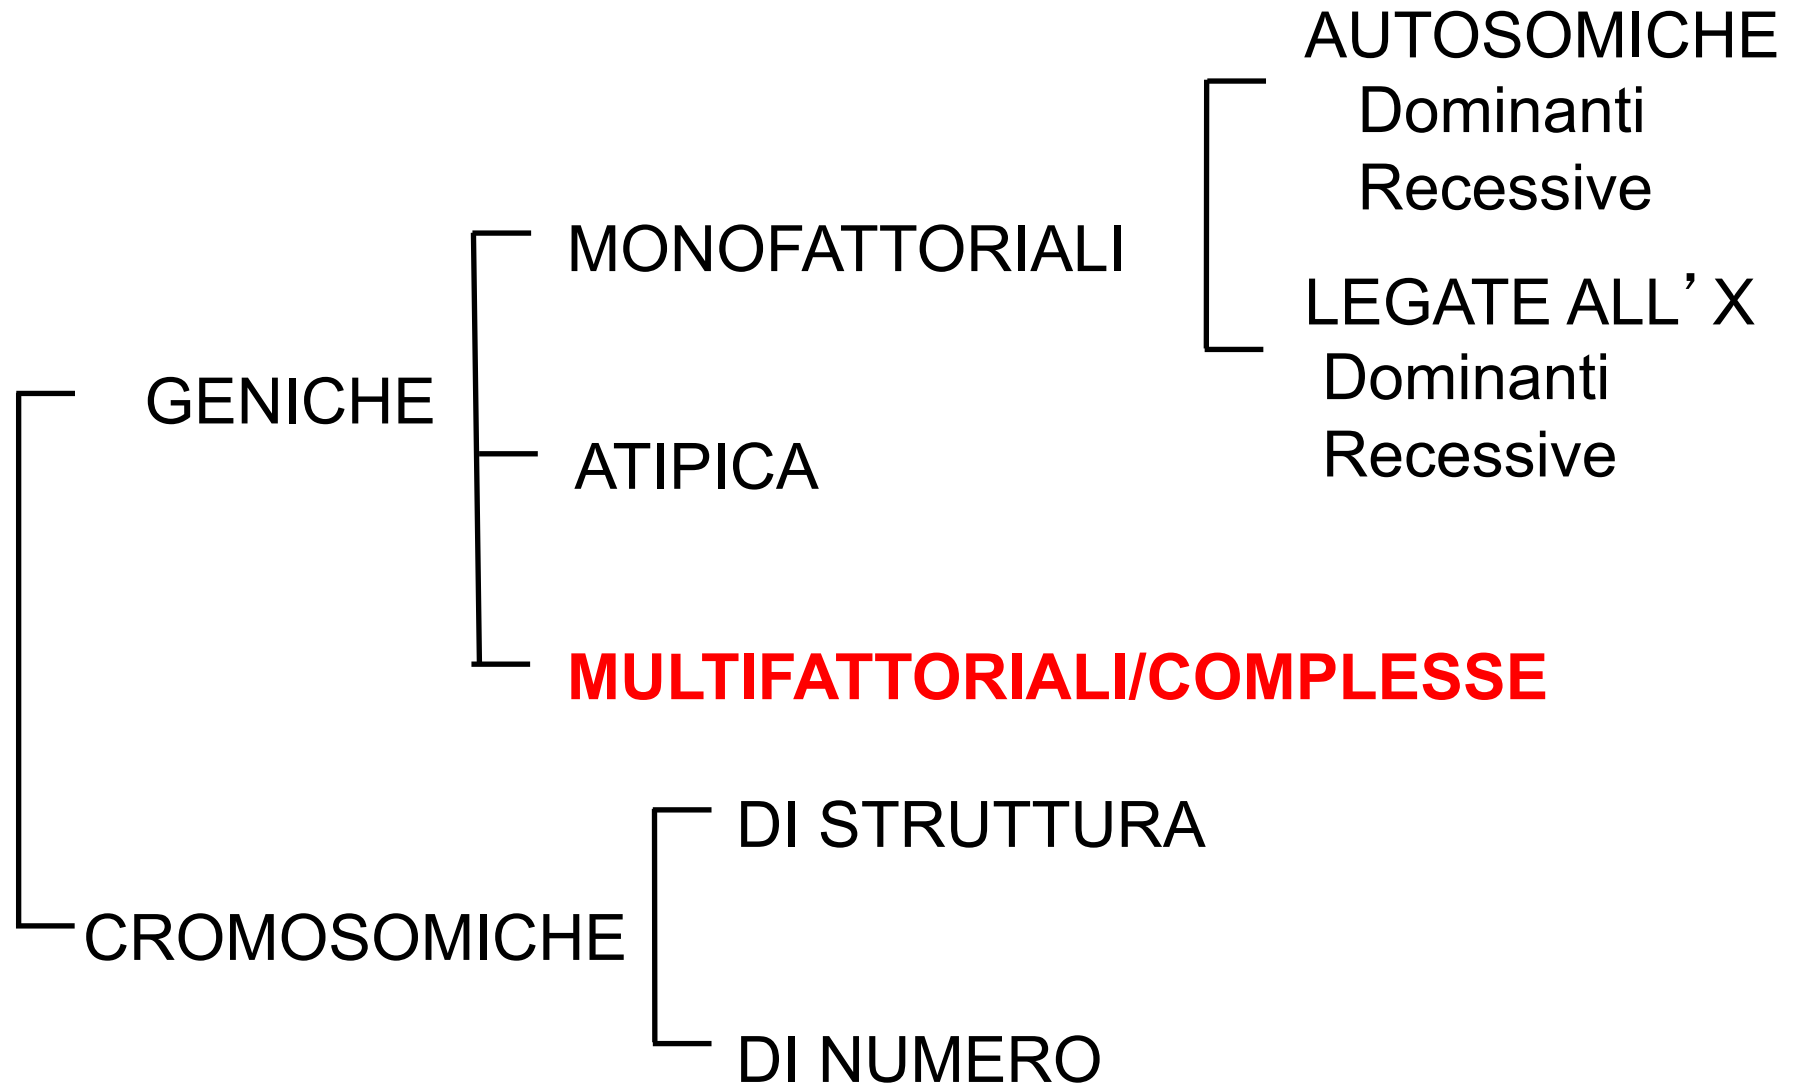 AUTOSOMICHE
Dominanti
Recessive
MONOFATTORIALI
LEGATE ALL’ X
Dominanti
Recessive
GENICHE
ATIPICA
MULTIFATTORIALI/COMPLESSE
DI STRUTTURA
CROMOSOMICHE
DI NUMERO